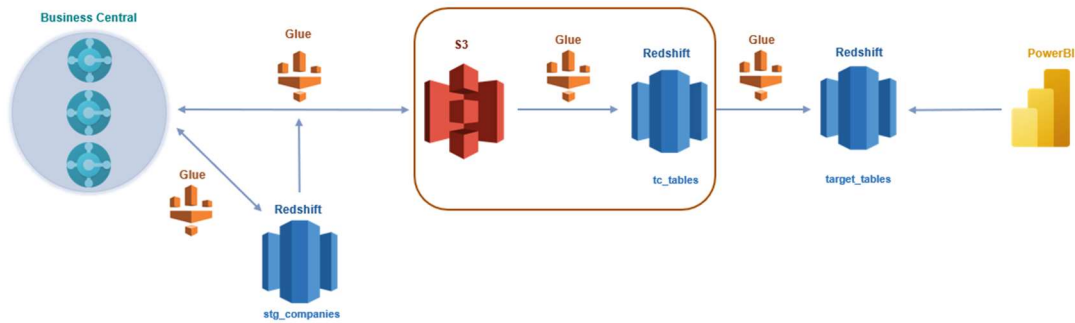 Business Central
Glue
S3
Glue
Redshift
Glue
Redshift
PowerBI
Glue
Redshift
tc_tables
target_tables
stg_companies